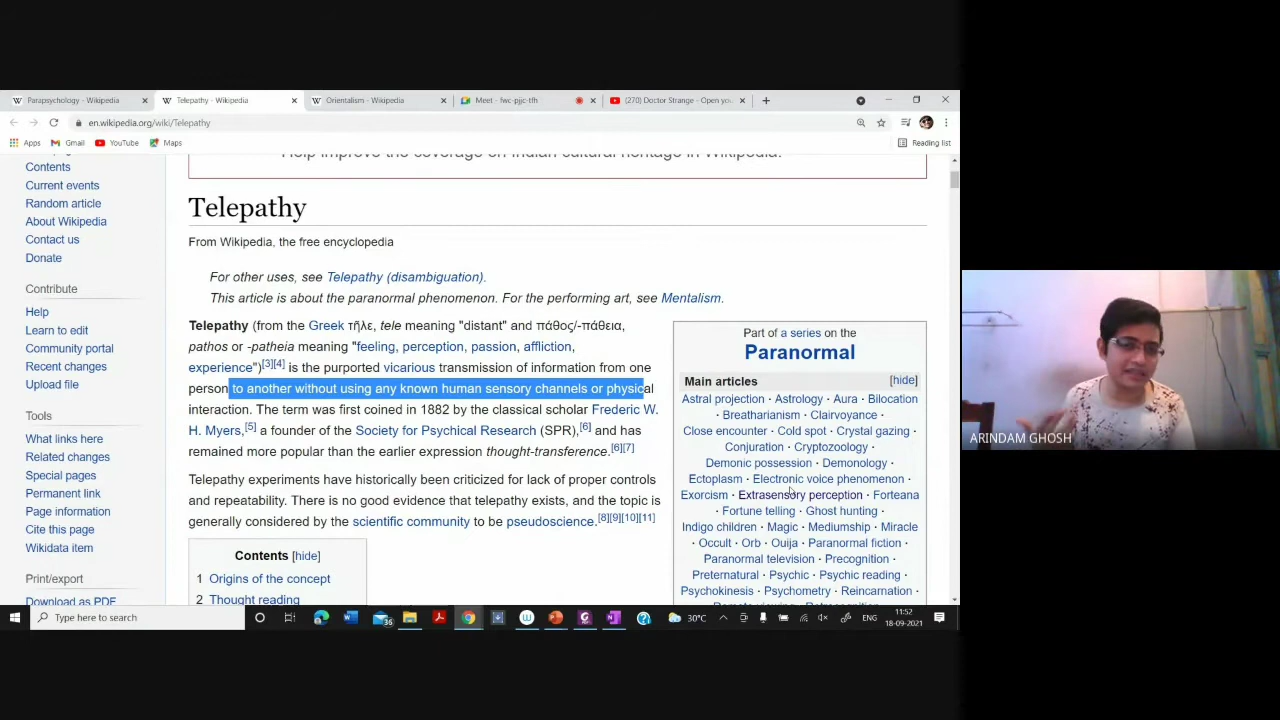 Parapsychology - Wikipedia
Telepathy - Wikipedia
Orientalism - Wikipedia
Meet - fwc-pjjc-tfh
(270) Doctor Strange - Open yo
en.wikipedia.org/wiki/Telepathy
Apps
Gmail
YouTube
Maps
Reading list
Contents
Current events
Random article
About Wikipedia
Contact us
Donate
Contribute
Help
Learn to edit
Community portal
Recent changes
Upload file
Tools
What links here
Related changes
Special pages
Permanent link
Page information
Cite this page
Wikidata item
Print/export
Download as PDF
Help improve the coverage on Indian cultural heritage in Wikipedia!
Telepathy
From Wikipedia, the free encyclopedia
For other uses, see Telepathy (disambiguation).
This article is about the paranormal phenomenon. For the performing art, see Mentalism.
Telepathy (from the Greek τῆλε, tele meaning "distant" and πάθος/-πάθεια,
pathos or -patheia meaning "feeling, perception, passion, affliction,
experience")[3][4] is the purported vicarious transmission of information from one
person to another without using any known human sensory channels or physical
interaction. The term was first coined in 1882 by the classical scholar Frederic W.
H. Myers,[5] a founder of the Society for Psychical Research (SPR),[6] and has
remained more popular than the earlier expression thought-transference.[6][7]
Telepathy experiments have historically been criticized for lack of proper controls
and repeatability. There is no good evidence that telepathy exists, and the topic is
generally considered by the scientific community to be pseudoscience.[8][9][10][11]
Contents [hide]
1 Origins of the concept
2 Thought reading
Part of a series on the
Paranormal
Main articles [hide]
Astral projection · Astrology · Aura · Bilocation
· Breatharianism · Clairvoyance ·
Close encounter · Cold spot · Crystal gazing ·
Conjuration · Cryptozoology ·
Demonic possession · Demonology ·
Ectoplasm · Electronic voice phenomenon ·
Exorcism · Extrasensory perception · Forteana
· Fortune telling · Ghost hunting ·
Indigo children · Magic · Mediumship · Miracle
· Occult · Orb · Ouija · Paranormal fiction ·
Paranormal television · Precognition ·
Preternatural · Psychic · Psychic reading ·
Psychokinesis · Psychometry · Reincarnation ·
Remote viewing · Retrocognition ·
ARINDAM GHOSH
Type here to search
36
30°C
ENG
11:52
18-09-2021